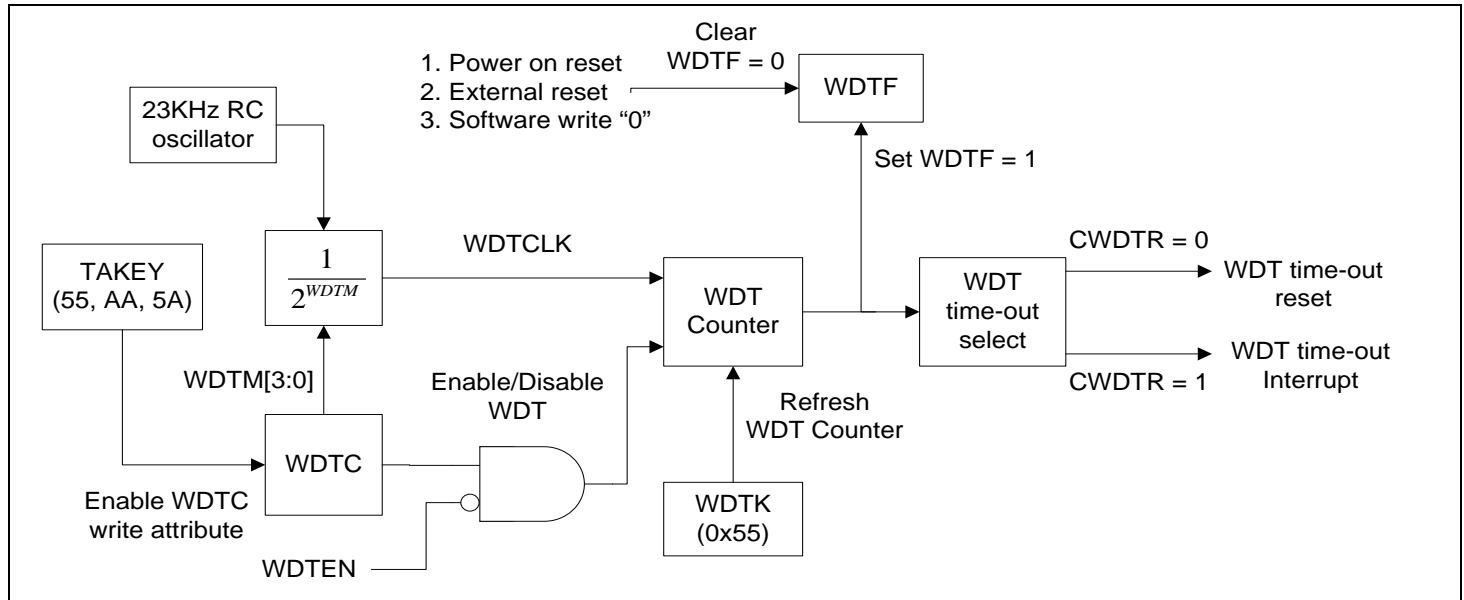 Clear
WDTF = 0
1. Power on reset
2. External reset
3. Software write “0”
WDTF
23KHz RC
oscillator
Set WDTF = 1
TAKEY
(55, AA, 5A)
1
2^{WDTM}
WDTCLK
WDT
Counter
WDT
time-out
select
CWDTR = 0
WDT time-out
reset
WDT time-out
Interrupt
CWDTR = 1
WDTM[3:0]
Enable/Disable
WDT
Refresh
WDT Counter
WDTC
Enable WDTC
write attribute
WDTK
(0x55)
WDTEN